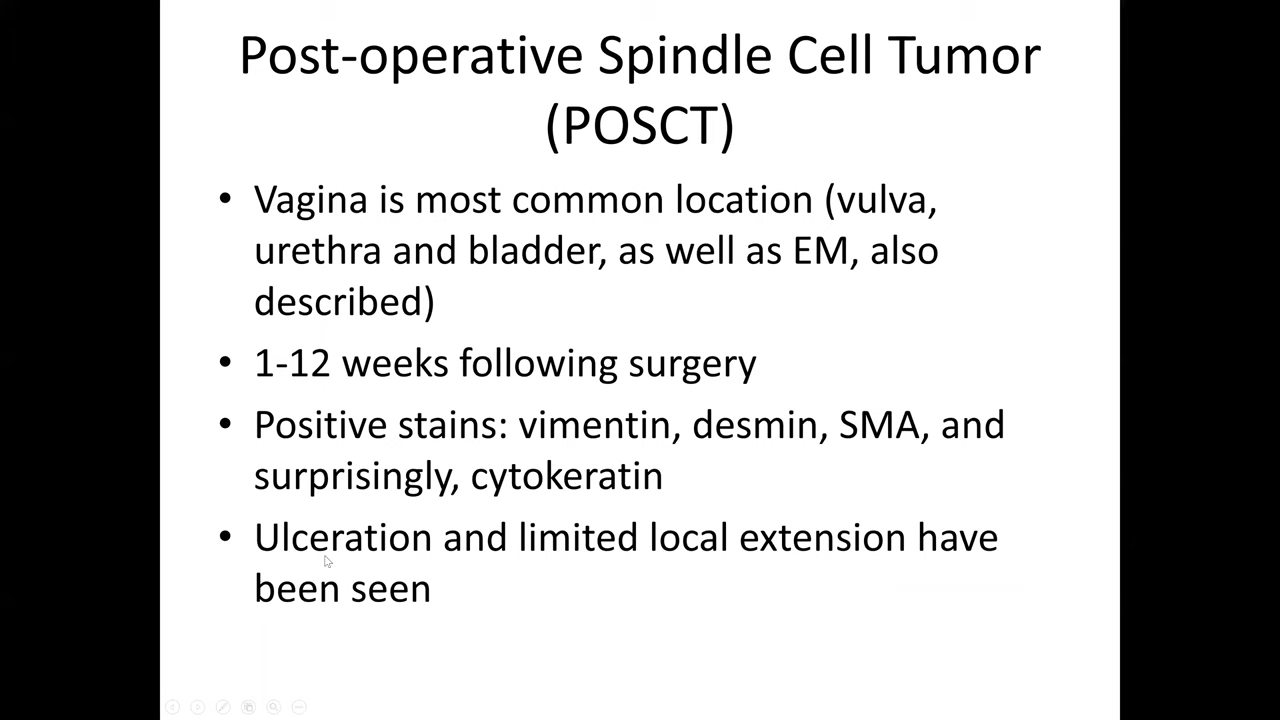 Post-operative Spindle Cell Tumor
(POSCT)
• Vagina is most common location (vulva,
urethra and bladder, as well as EM, also
described)
• 1-12 weeks following surgery
• Positive stains: vimentin, desmin, SMA, and
surprisingly, cytokeratin
• Ulceration and limited local extension have
been seen